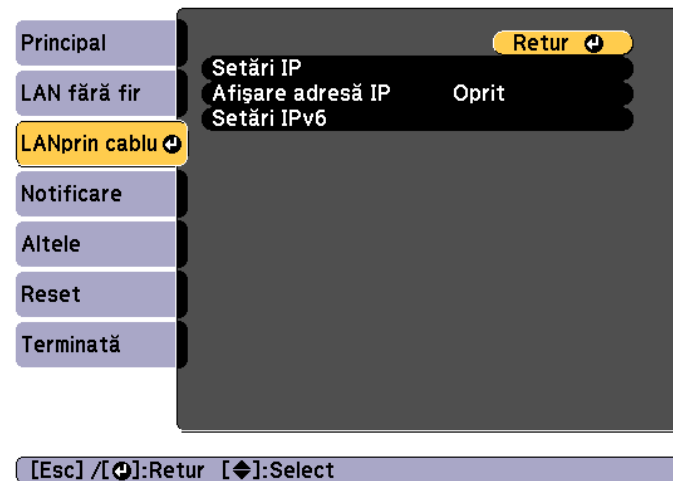 Principal
LAN fără fir
LANprin cablu
Notificare
Altele
Reset
Terminată
Retur
Setări IP
Afișare adresă IP Oprit
Setări IPv6
[Esc] /[]:Retur []:Select